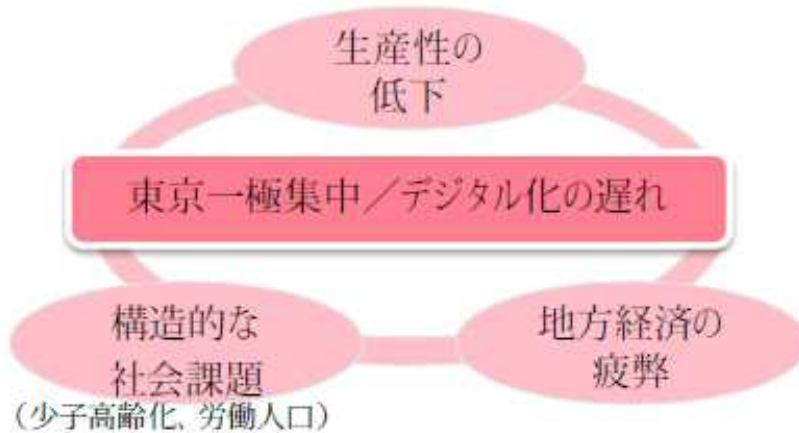 生産性の
低下
東京一極集中／デジタル化の遅れ
構造的な
社会課題
（少子高齢化、労働人口）
地方経済の
疲弊